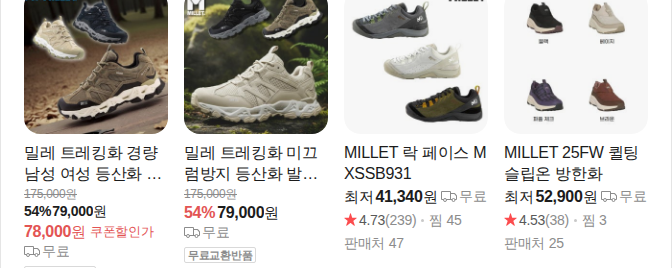 MILLET
밀레 트레킹화 경량
남성 여성 등산화 ...
175,000원
54% 79,000원
78,000원 쿠폰할인가
무료
밀레 트레킹화 미끄
럼방지 등산화 발...
175,000원
54% 79,000원
무료
무료교환반품
MILLET 락 페이스 M
XSSB931
최저 41,340원 무료
4.73(239) · 찜 45
판매처 47
블랙
MILLET 25FW 퀼팅
슬립온 방한화
최저 52,900원 무료
4.53(38) · 찜 3
판매처 25